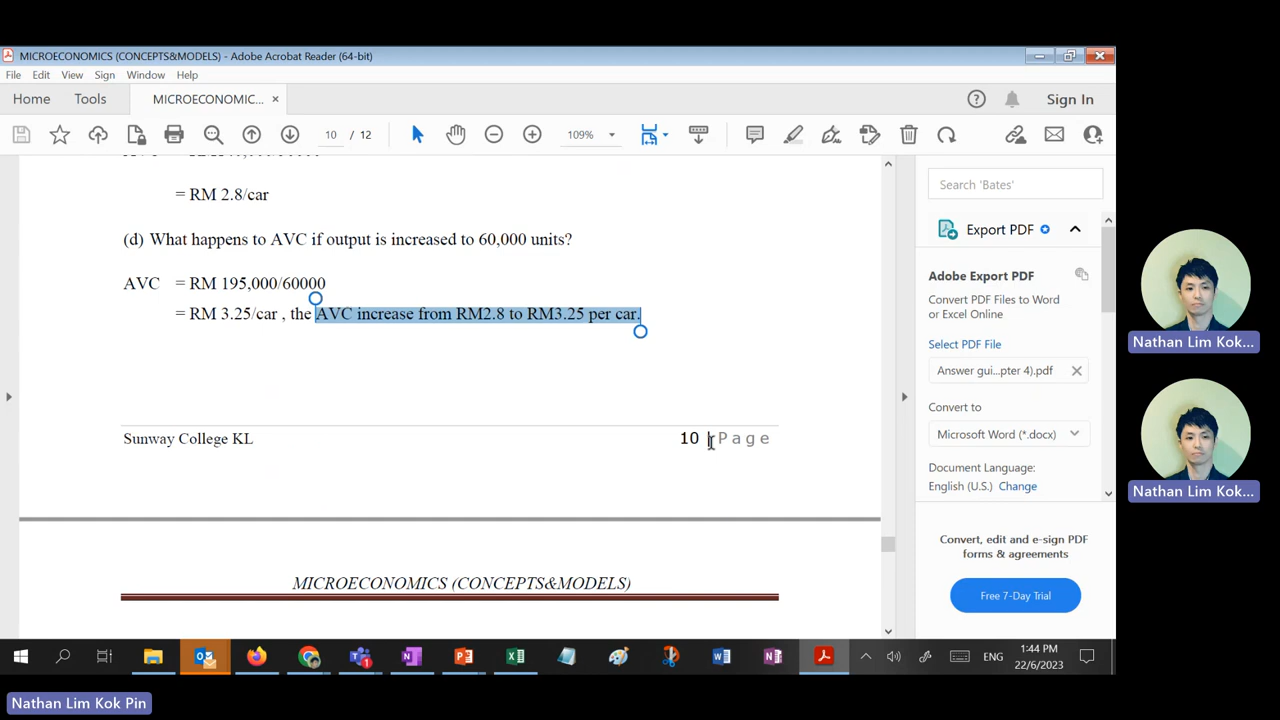 MICROECONOMICS (CONCEPTS&MODELS) - Adobe Acrobat Reader (64-bit)
File Edit View Sign Window Help
Home Tools MICROECONOMIC... ×
Sign In
10 / 12
109%
= RM 2.8/car
(d) What happens to AVC if output is increased to 60,000 units?
AVC = RM 195,000/60000
= RM 3.25/car , the AVC increase from RM2.8 to RM3.25 per car.
Sunway College KL 10 | Page
MICROECONOMICS (CONCEPTS&MODELS)
Search 'Bates'
Export PDF
Adobe Export PDF
Convert PDF Files to Word
or Excel Online
Select PDF File
Answer gui...pter 4).pdf
Convert to
Microsoft Word (*.docx)
Document Language:
English (U.S.) Change
Convert, edit and e-sign PDF
forms & agreements
Free 7-Day Trial
Nathan Lim Kok...
Nathan Lim Kok...
ENG
1:44 PM
22/6/2023
Nathan Lim Kok Pin